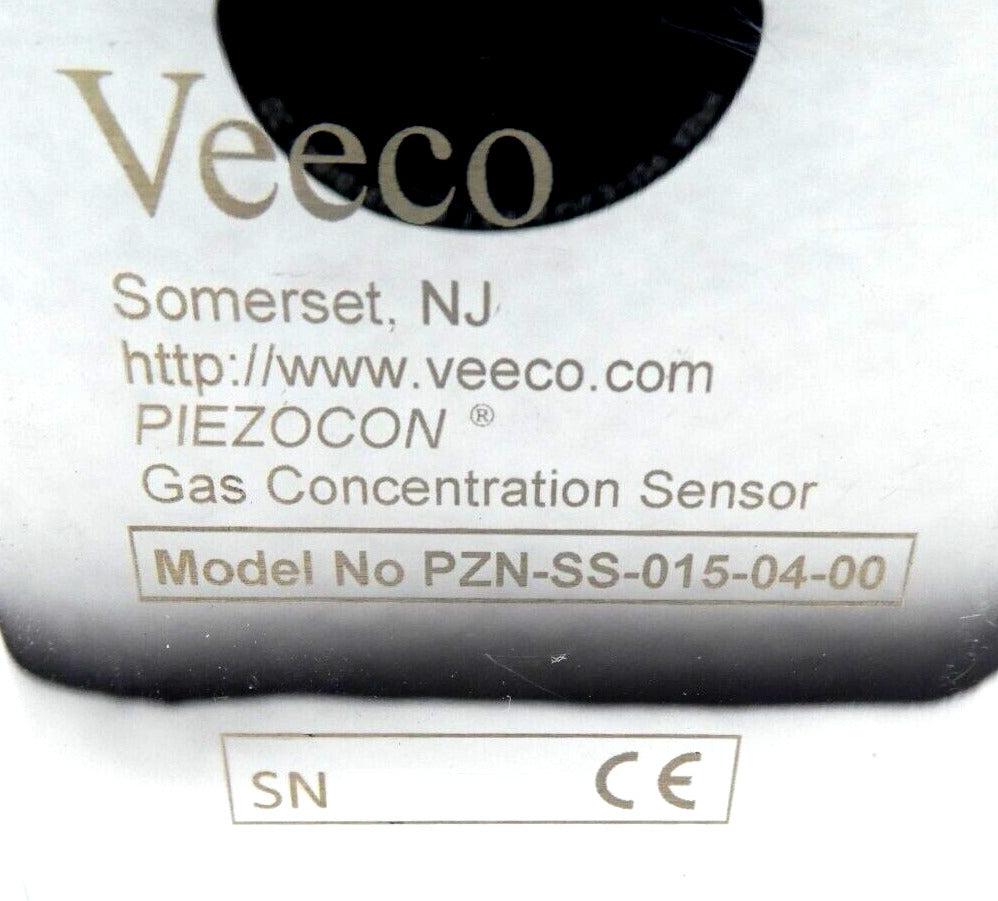 Veeco
Somerset, NJ
http://www.veeco.com
PIEZOCON ®
Gas Concentration Sensor
Model No PZN-SS-015-04-00
SN CE